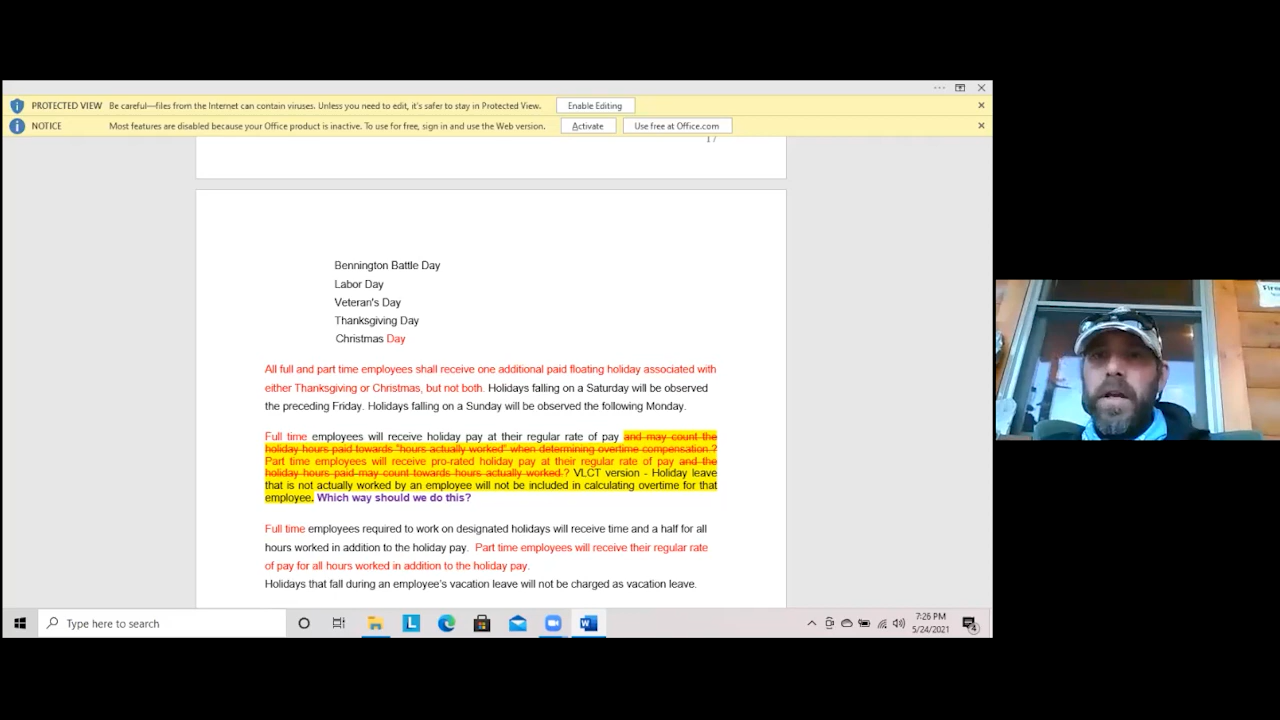 PROTECTED VIEW Be careful—files from the Internet can contain viruses. Unless you need to edit, it's safer to stay in Protected View. Enable Editing
NOTICE Most features are disabled because your Office product is inactive. To use for free, sign in and use the Web version. Activate Use free at Office.com
17
Bennington Battle Day
Labor Day
Veteran's Day
Thanksgiving Day
Christmas Day
All full and part time employees shall receive one additional paid floating holiday associated with
either Thanksgiving or Christmas, but not both. Holidays falling on a Saturday will be observed
the preceding Friday. Holidays falling on a Sunday will be observed the following Monday.
Full time employees will receive holiday pay at their regular rate of pay and may count the
holiday hours paid towards "hours actually worked" when determining overtime compensation ?
Part time employees will receive pro-rated holiday pay at their regular rate of pay and the
holiday hours paid may count towards hours actually worked ? VLCT version - Holiday leave
that is not actually worked by an employee will not be included in calculating overtime for that
employee. Which way should we do this?
Full time employees required to work on designated holidays will receive time and a half for all
hours worked in addition to the holiday pay. Part time employees will receive their regular rate
of pay for all hours worked in addition to the holiday pay.
Holidays that fall during an employee's vacation leave will not be charged as vacation leave.
Type here to search
7:26 PM
5/24/2021
4